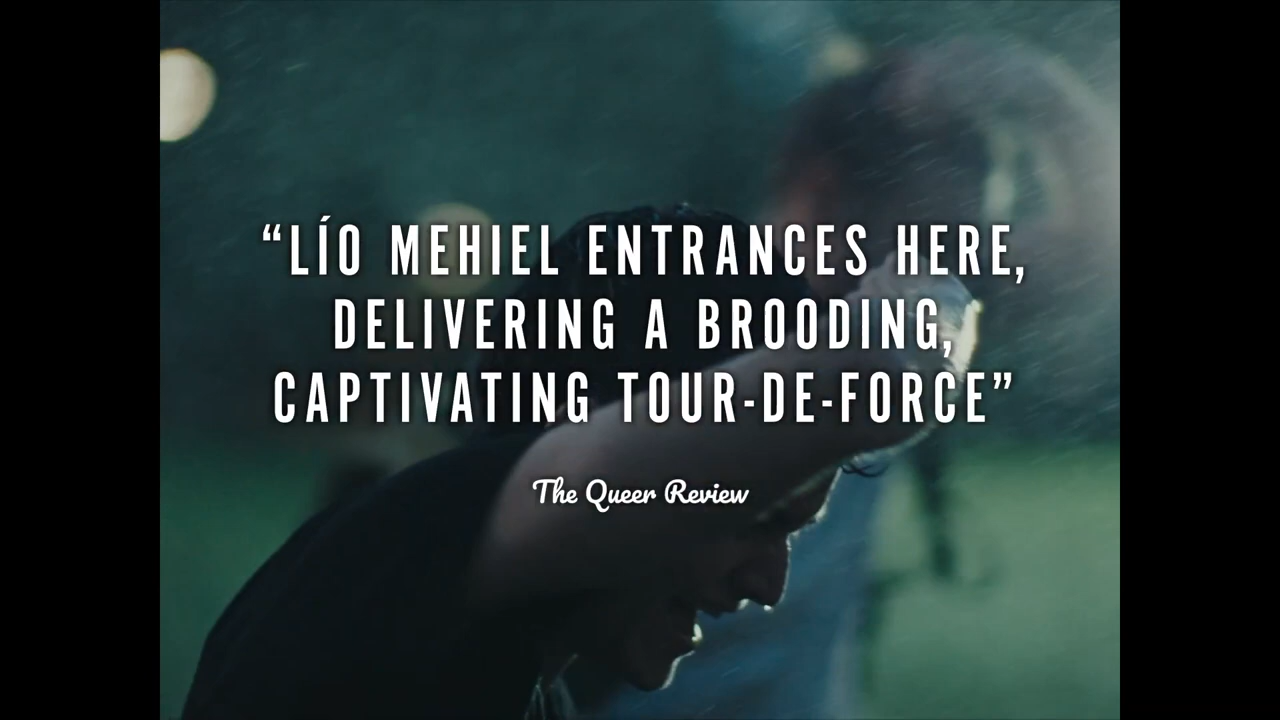 “LÍO MEHIEL ENTRANCES HERE,
DELIVERING A BROODING,
CAPTIVATING TOUR-DE-FORCE”
The Queer Review